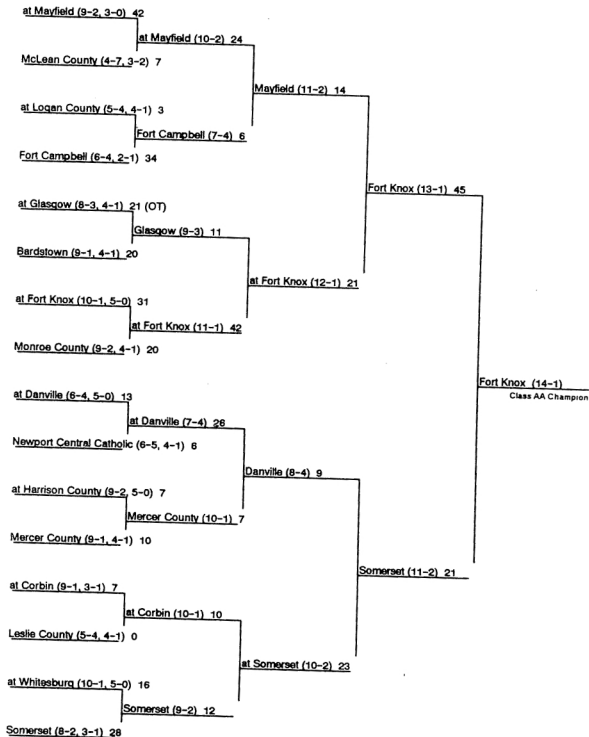 at Mayfield (9-2, 3-0) 42
at Mayfield (10-2) 24
McLean County (4-7, 3-2) 7
Mayfield (11-2) 14
at Logan County (5-4, 4-1) 3
Fort Campbell (7-4) 6
Fort Campbell (6-4, 2-1) 34
Fort Knox (13-1) 45
at Glasgow (8-3, 4-1) 21 (OT)
Glasgow (9-3) 11
Bardstown (9-1, 4-1) 20
at Fort Knox (12-1) 21
at Fort Knox (10-1, 5-0) 31
at Fort Knox (11-1) 42
Monroe County (9-2, 4-1) 20
Fort Knox (14-1)
Class AA Champion
at Danville (6-4, 5-0) 13
at Danville (7-4) 26
Newport Central Catholic (6-5, 4-1) 6
Danville (8-4) 9
at Harrison County (9-2, 5-0) 7
Mercer County (10-1) 7
Mercer County (9-1, 4-1) 10
Somerset (11-2) 21
at Corbin (9-1, 3-1) 7
at Corbin (10-1) 10
Leslie County (5-4, 4-1) 0
at Somerset (10-2) 23
at Whitesburg (10-1, 5-0) 16
Somerset (9-2) 12
Somerset (8-2, 3-1) 28